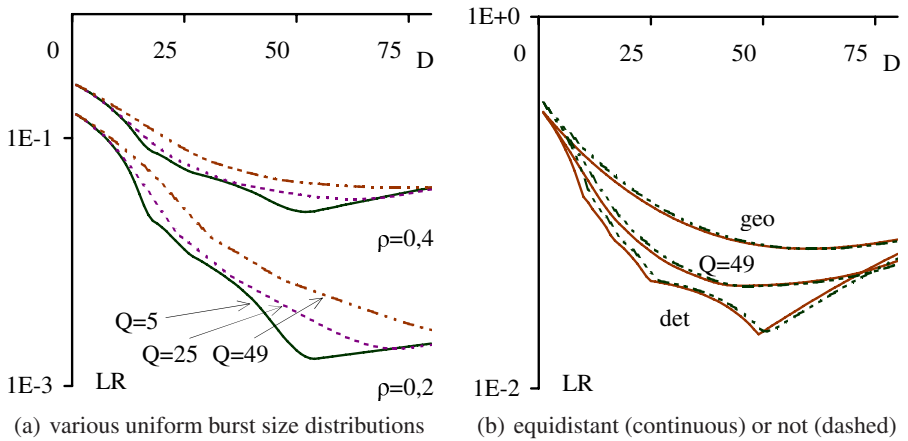 0 25 50 75 D
1E-1
ρ=0,4
Q=5
Q=25 Q=49
1E-3 LR ρ=0,2
(a) various uniform burst size distributions
1E+0
0 25 50 75 D
geo
Q=49
det
1E-2 LR
(b) equidistant (continuous) or not (dashed)